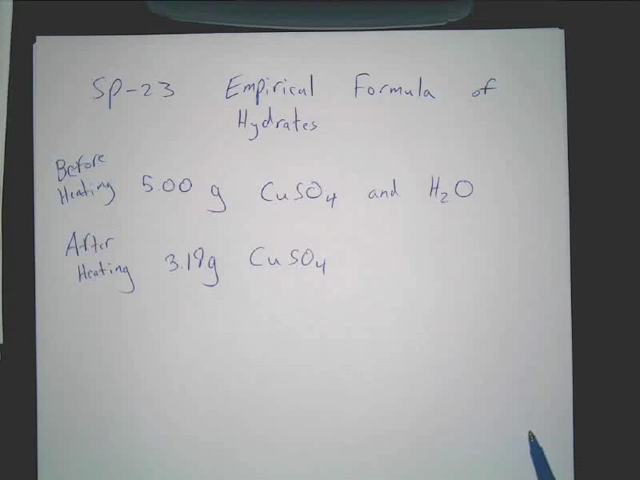 SP-23 Empirical Formula of
Hydrates
Before
Heating 5.00 g CuSO4 and H2O
After
Heating 3.19g CuSO4